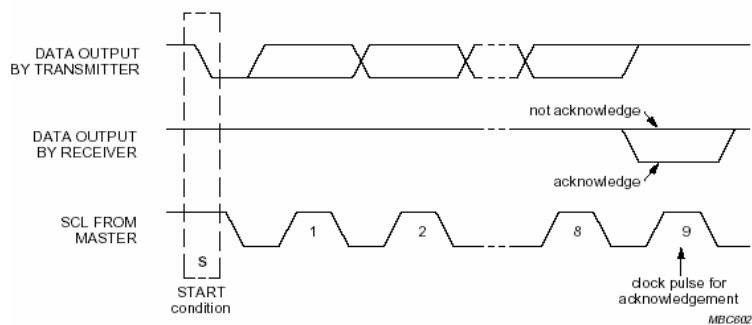 DATA OUTPUT
BY TRANSMITTER
not acknowledge
DATA OUTPUT
BY RECEIVER
acknowledge
SCL FROM
MASTER
1
2
8
9
S
START
condition
clock pulse for
acknowledgement
MBC602